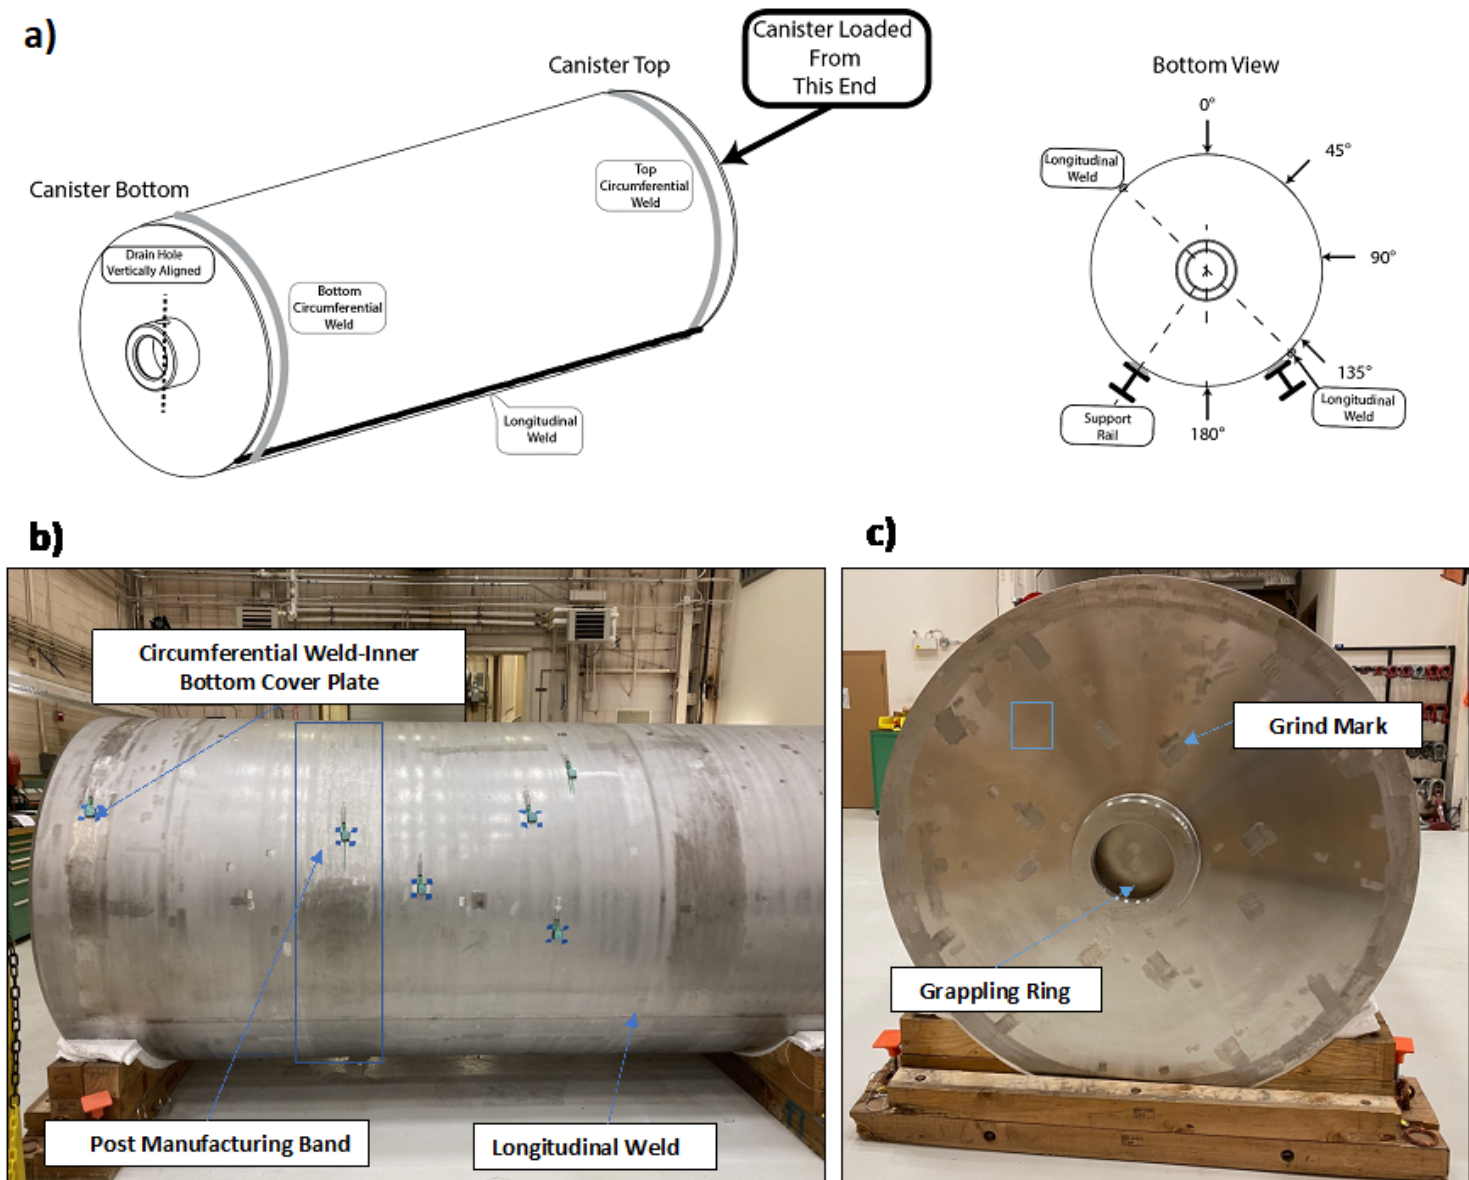 a)
Canister Loaded
From
This End
Canister Top
Bottom View
0°
45°
Longitudinal
Weld
Top
Circumferential
Weld
Canister Bottom
Drain Hole
Vertically Aligned
Bottom
Circumferential
Weld
90°
135°
Longitudinal
Weld
Longitudinal
Weld
Support
Rail
180°
b)
c)
Circumferential Weld-Inner
Bottom Cover Plate
Grind Mark
Grappling Ring
Post Manufacturing Band
Longitudinal Weld